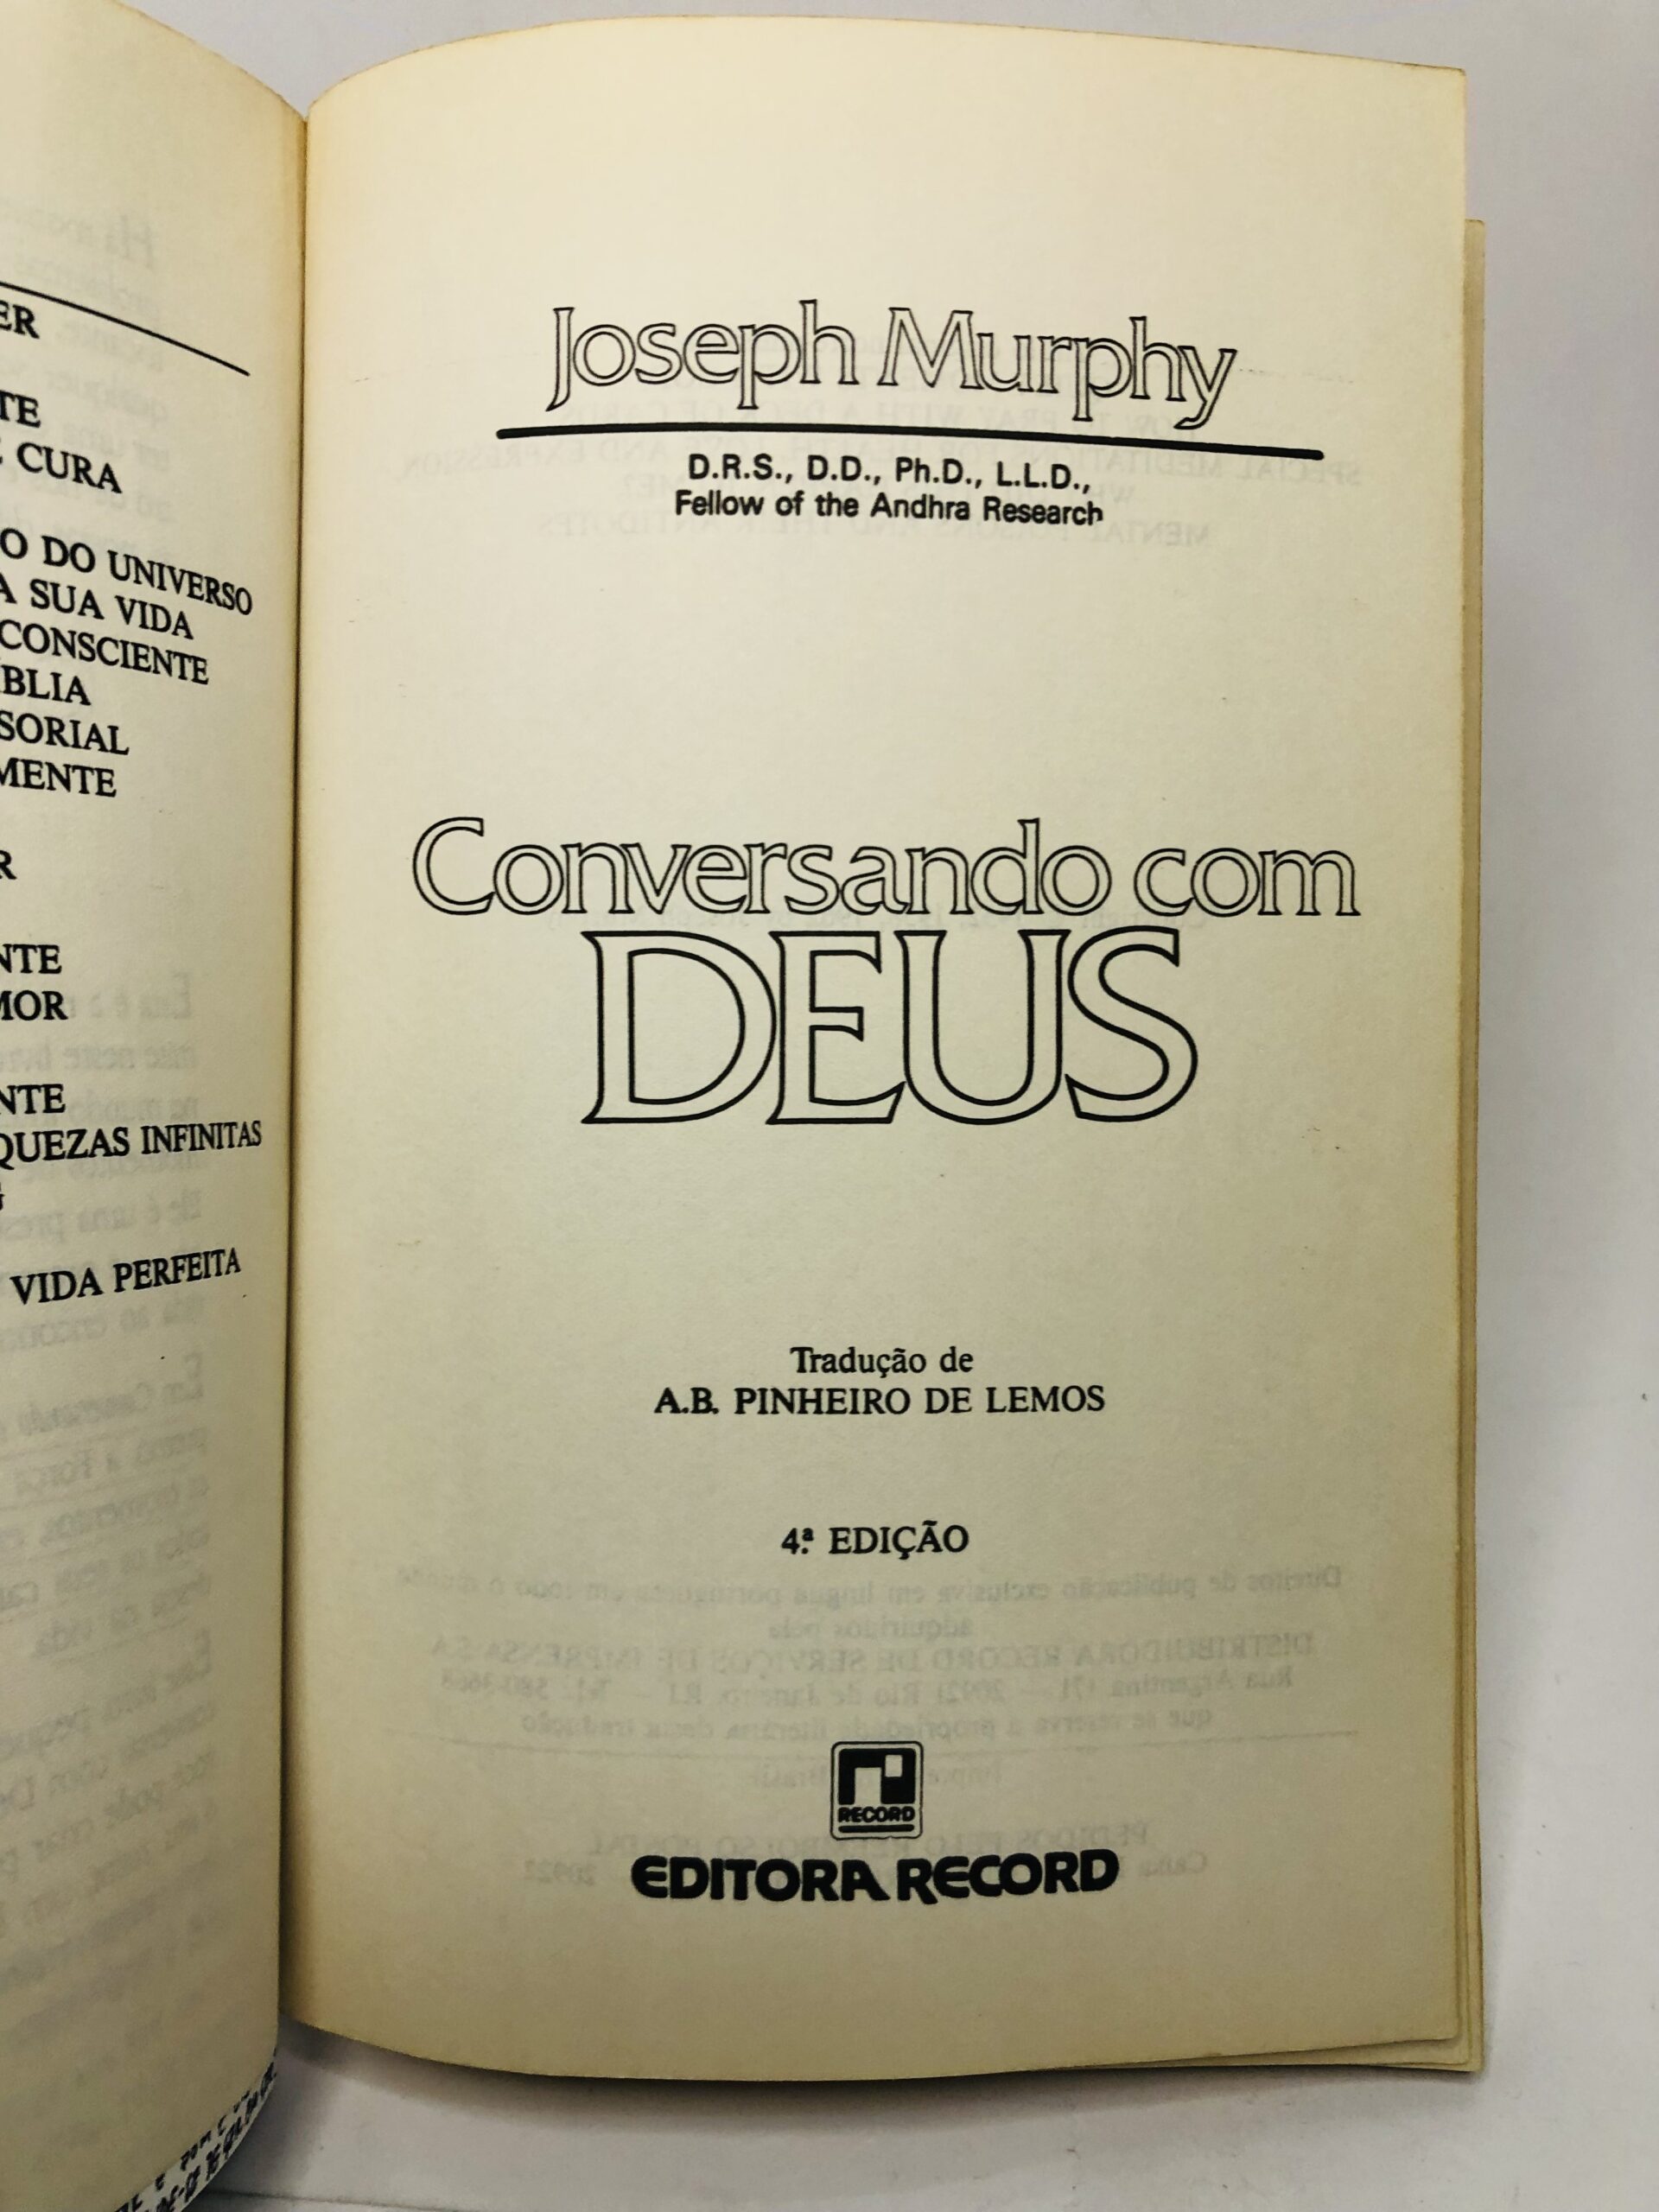 ER
TE
E CURA
O DO UNIVERSO
A SUA VIDA
CONSCIENTE
ÍBLIA
SORIAL
MENTE
R
NTE
MOR
NTE
QUEZAS INFINITAS
G
VIDA PERFEITA
Joseph Murphy
D.R.S., D.D., Ph.D., L.L.D.,
Fellow of the Andhra Research
Conversando com
DEUS
Tradução de
A.B. PINHEIRO DE LEMOS
4ª EDIÇÃO
RECORD
EDITORA RECORD